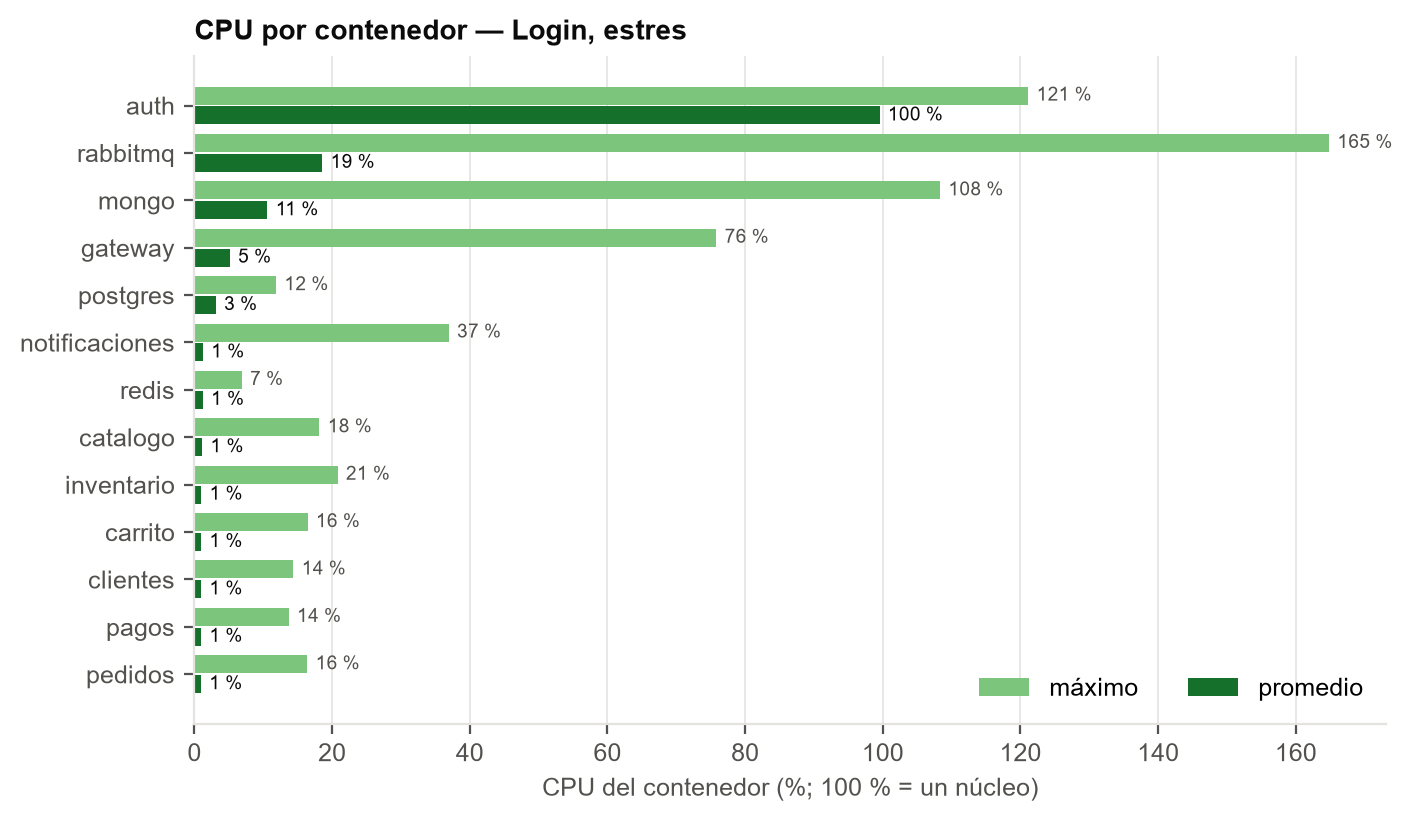 CPU por contenedor — Login, estres
auth
121 %
100 %
rabbitmq
165 %
19 %
mongo
108 %
11 %
gateway
76 %
5 %
postgres
12 %
3 %
notificaciones
37 %
1 %
redis
7 %
1 %
catalogo
18 %
1 %
inventario
21 %
1 %
carrito
16 %
1 %
clientes
14 %
1 %
pagos
14 %
1 %
pedidos
16 %
1 %
máximo
promedio
0 20 40 60 80 100 120 140 160
CPU del contenedor (%; 100 % = un núcleo)